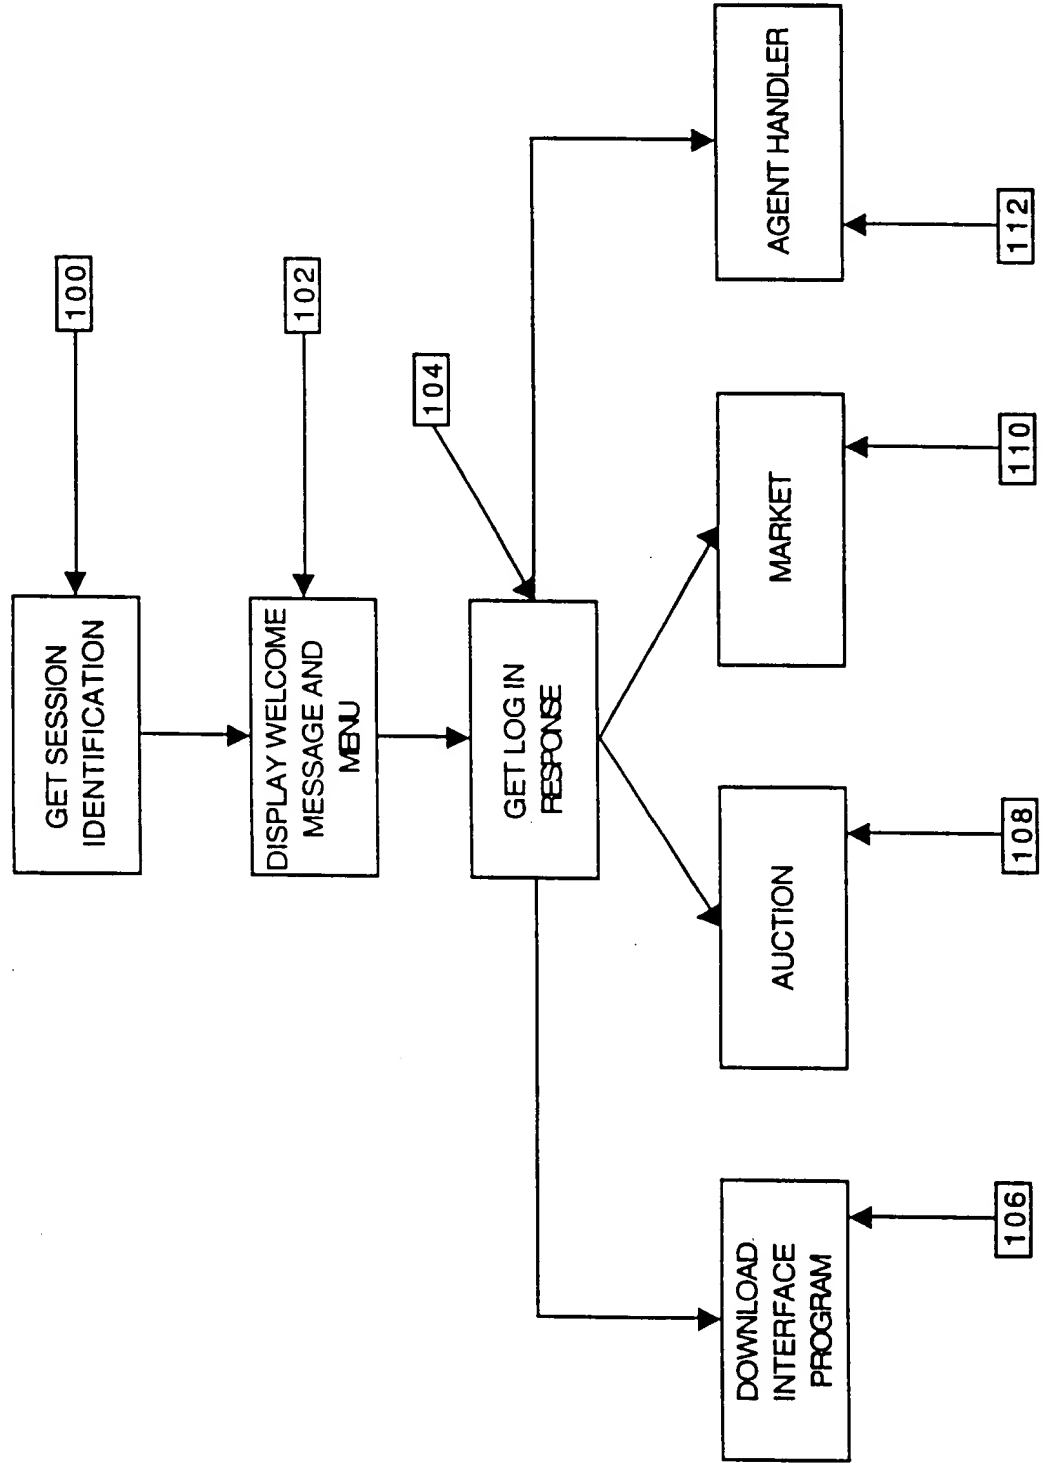 GET SESSION
IDENTIFICATION
100
DISPLAY WELCOME
MESSAGE AND
MENU
102
GET LOG IN
RESPONSE
104
DOWNLOAD
INTERFACE
PROGRAM
106
AUCTION
108
MARKET
110
AGENT HANDLER
112